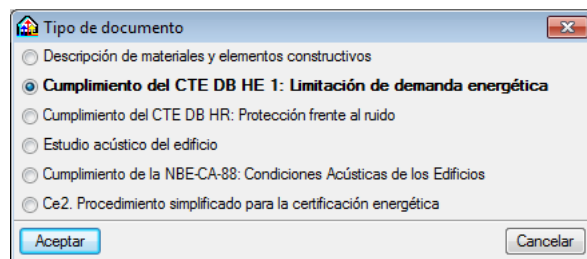 Tipo de documento
Descripción de materiales y elementos constructivos
Cumplimiento del CTE DB HE 1: Limitación de demanda energética
Cumplimiento del CTE DB HR: Protección frente al ruido
Estudio acústico del edificio
Cumplimiento de la NBE-CA-88: Condiciones Acústicas de los Edificios
Ce2. Procedimiento simplificado para la certificación energética
Aceptar Cancelar